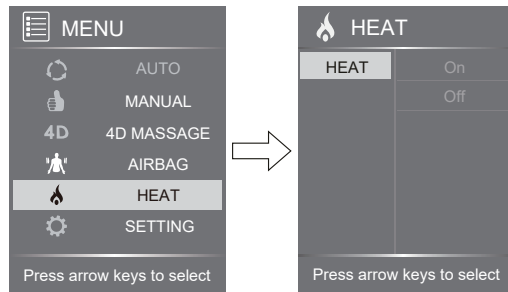 MENU
AUTO
MANUAL
4D 4D MASSAGE
AIRBAG
HEAT
SETTING
Press arrow keys to select
HEAT
HEAT On
Off
Press arrow keys to select